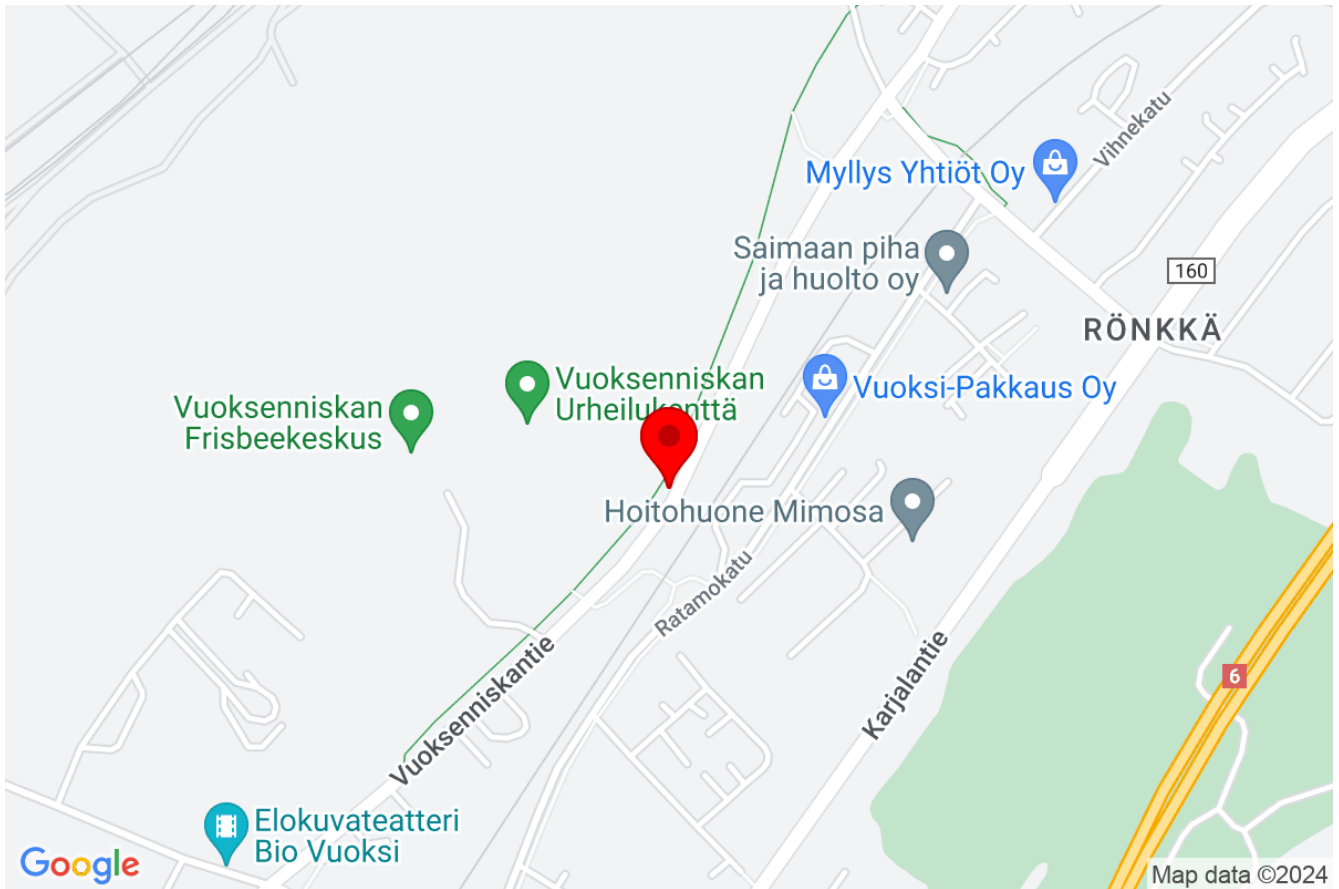 Vihnekatu
Myllys Yhtiöt Oy
Saimaan piha
ja huolto oy
160
RÖNKKÄ
Vuoksenniskan
Urheilukenttä
Vuoksi-Pakkaus Oy
Vuoksenniskan
Frisbeekeskus
Hoitohuone Mimosa
Ratamokatu
Karjalantie
6
Vuoksenniskantie
Elokuvateatteri
Bio Vuoksi
Google
Map data ©2024